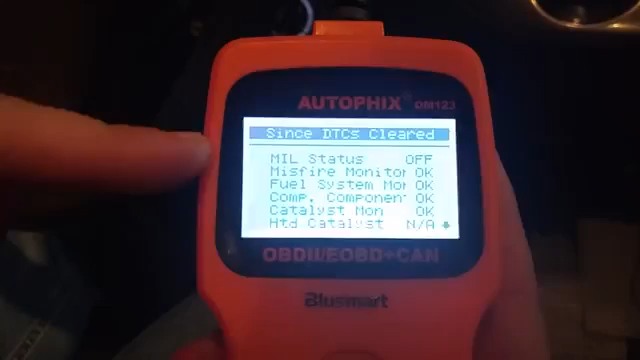 AUTOPHIX® OM123
Since DTCs Cleared
MIL Status OFF
Misfire Monitor OK
Fuel System Mor OK
Comp. Component OK
Catalyst Mon OK
Htd Catalyst N/A
OBDII/EOBD+CAN
Blusmart